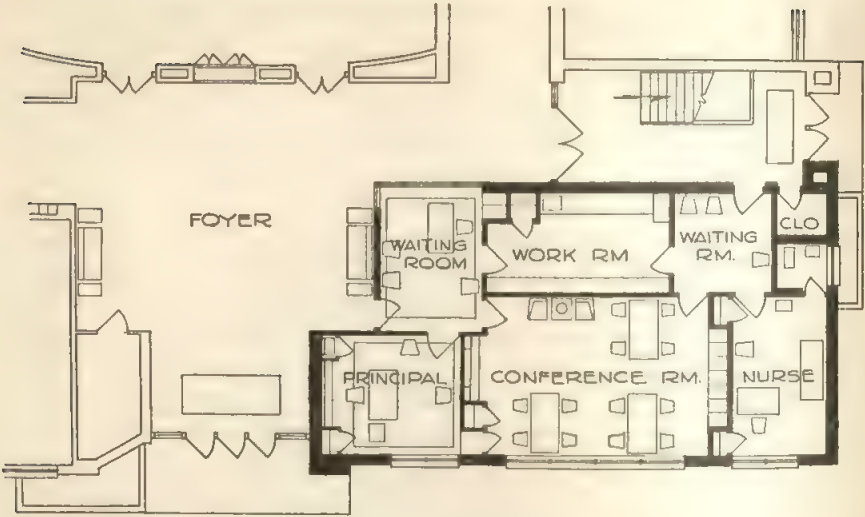 FOYER
WAITING
ROOM
WORK RM
WAITING
RM.
CLO
PRINCIPAL
CONFERENCE RM.
NURSE